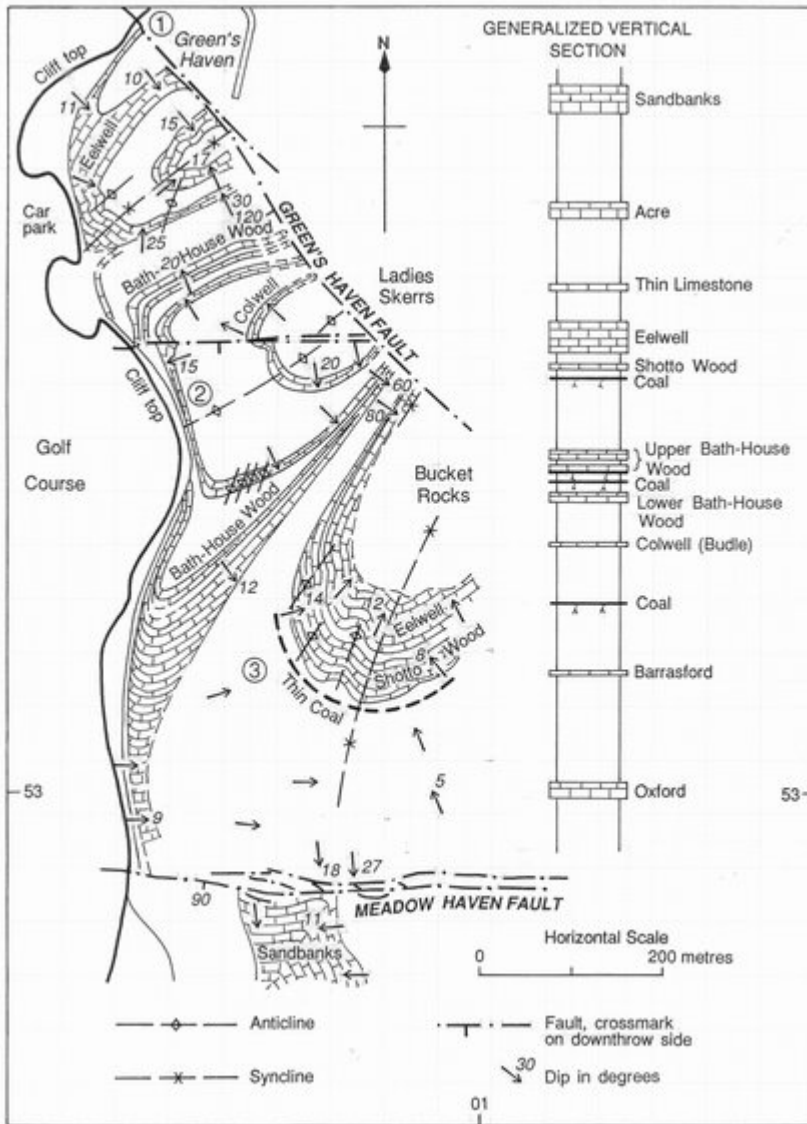 1
Green's
Haven
Cliff top
N
10
11
Eelwell
15
17
Car
park
25
30
120
GREEN'S HAVEN FAULT
Bath-House Wood
20
Colwell
Ladies
Skerrs
15
20
60
80
2
Cliff top
Golf
Course
Bucket
Rocks
Bath-House Wood
12
14
12
Eelwell
Shotto Wood
8
3
Thin Coal
53
5
9
18
27
90
MEADOW HAVEN FAULT
11
Sandbanks
GENERALIZED VERTICAL
SECTION
Sandbanks
Acre
Thin Limestone
Eelwell
Shotto Wood
Coal
Upper Bath-House
Wood
Coal
Lower Bath-House
Wood
Colwell (Budle)
Coal
Barrasford
Oxford
53
Horizontal Scale
0
200 metres
Anticline
Syncline
Fault, crossmark
on downthrow side
30
Dip in degrees
01